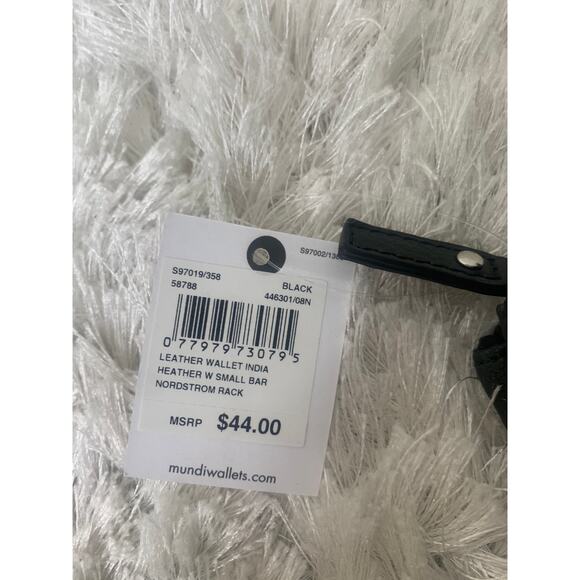 S97002/135
S97019/358 BLACK
58788 446301/08N
0 77979 73079 5
LEATHER WALLET INDIA
HEATHER W SMALL BAR
NORDSTROM RACK
MSRP $44.00
mundiwallets.com